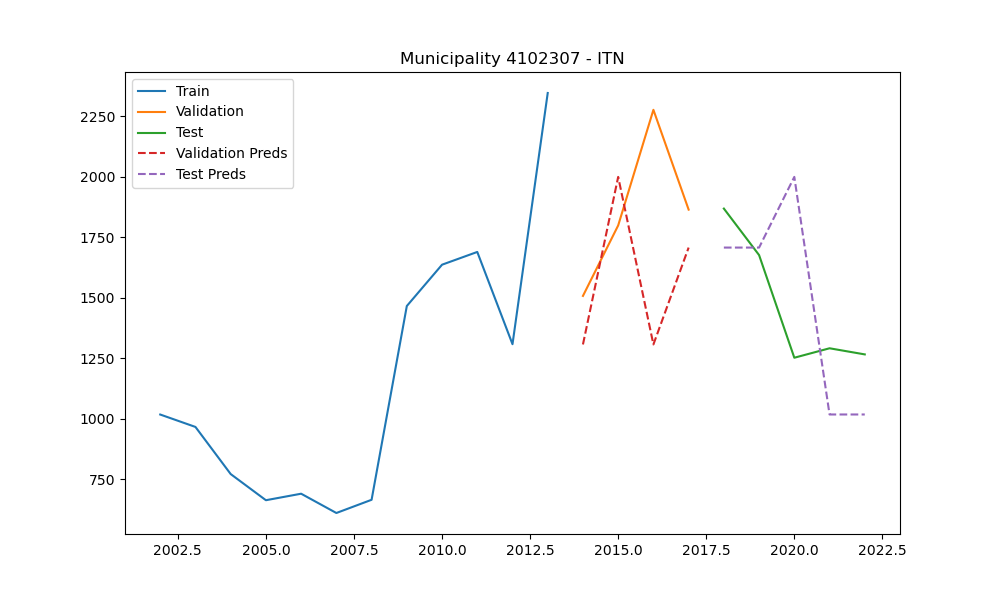 Municipality 4102307 - ITN
Train
Validation
Test
Validation Preds
Test Preds
2250
2000
1750
1500
1250
1000
750
2002.5 2005.0 2007.5 2010.0 2012.5 2015.0 2017.5 2020.0 2022.5